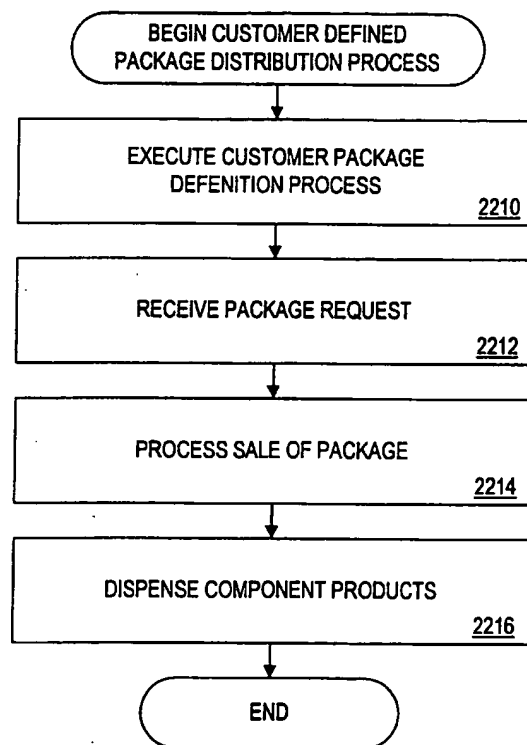 BEGIN CUSTOMER DEFINED
PACKAGE DISTRIBUTION PROCESS
EXECUTE CUSTOMER PACKAGE
DEFENITION PROCESS
2210
RECEIVE PACKAGE REQUEST
2212
PROCESS SALE OF PACKAGE
2214
DISPENSE COMPONENT PRODUCTS
2216
END